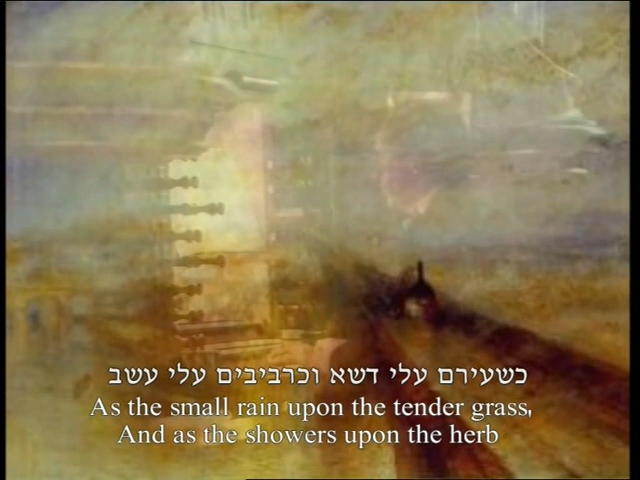 כשעירם עלי דשא וכרביבים עלי עשב
As the small rain upon the tender grass,
And as the showers upon the herb